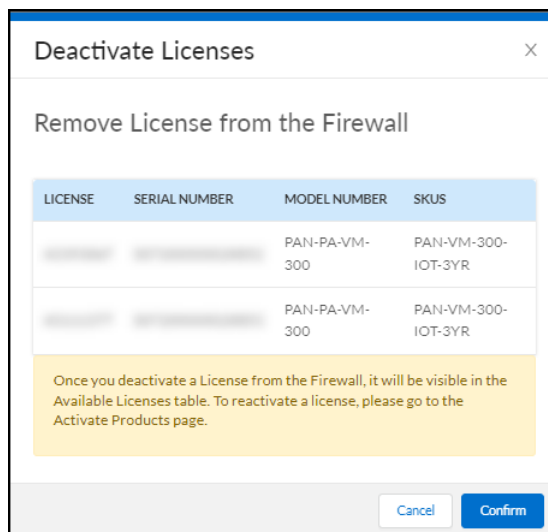 Deactivate Licenses
Remove License from the Firewall
LICENSE SERIAL NUMBER MODEL NUMBER SKUS
PAN-PA-VM- PAN-VM-300-
300 IOT-3YR
PAN-PA-VM- PAN-VM-300-
300 IOT-3YR
Once you deactivate a License from the Firewall, it will be visible in the
Available Licenses table. To reactivate a license, please go to the
Activate Products page.
Cancel Confirm